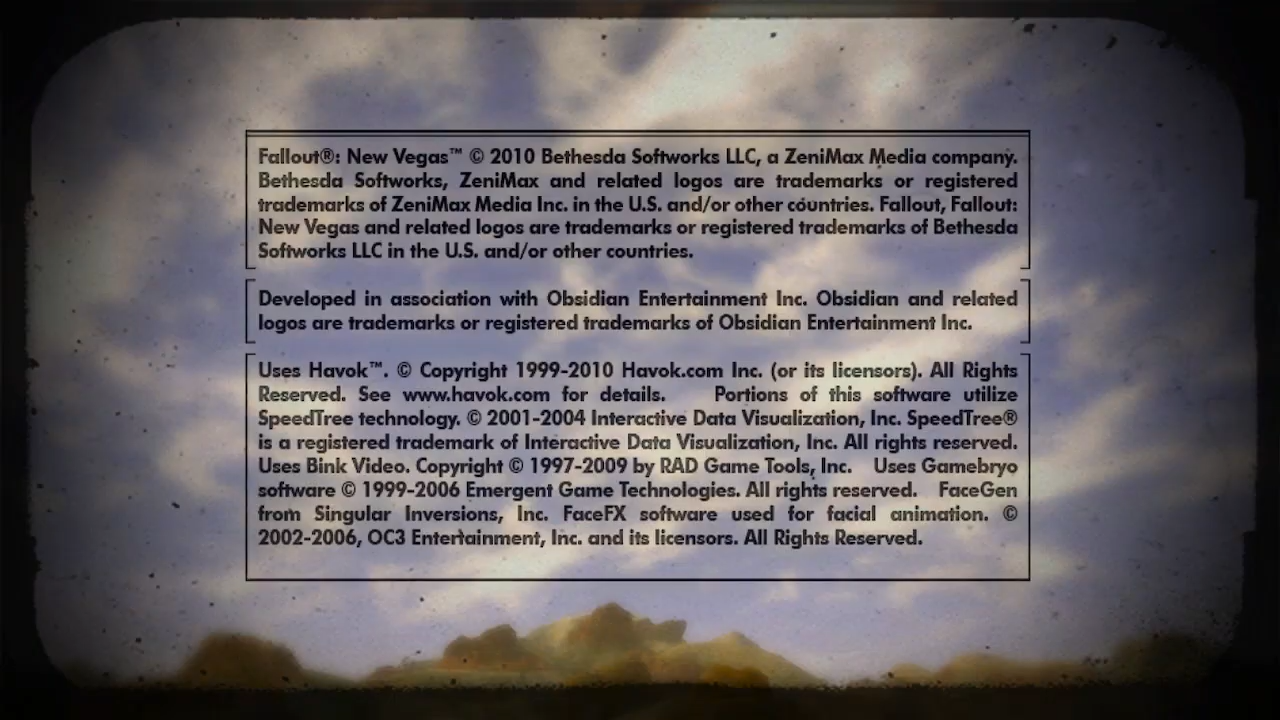 Fallout®: New Vegas™ © 2010 Bethesda Softworks LLC, a ZeniMax Media company.
Bethesda Softworks, ZeniMax and related logos are trademarks or registered
trademarks of ZeniMax Media Inc. in the U.S. and/or other countries. Fallout, Fallout:
New Vegas and related logos are trademarks or registered trademarks of Bethesda
Softworks LLC in the U.S. and/or other countries.
Developed in association with Obsidian Entertainment Inc. Obsidian and related
logos are trademarks or registered trademarks of Obsidian Entertainment Inc.
Uses Havok™. © Copyright 1999-2010 Havok.com Inc. (or its licensors). All Rights
Reserved. See www.havok.com for details. Portions of this software utilize
SpeedTree technology. © 2001-2004 Interactive Data Visualization, Inc. SpeedTree®
is a registered trademark of Interactive Data Visualization, Inc. All rights reserved.
Uses Bink Video. Copyright © 1997-2009 by RAD Game Tools, Inc. Uses Gamebryo
software © 1999-2006 Emergent Game Technologies. All rights reserved. FaceGen
from Singular Inversions, Inc. FaceFX software used for facial animation. ©
2002-2006, OC3 Entertainment, Inc. and its licensors. All Rights Reserved.